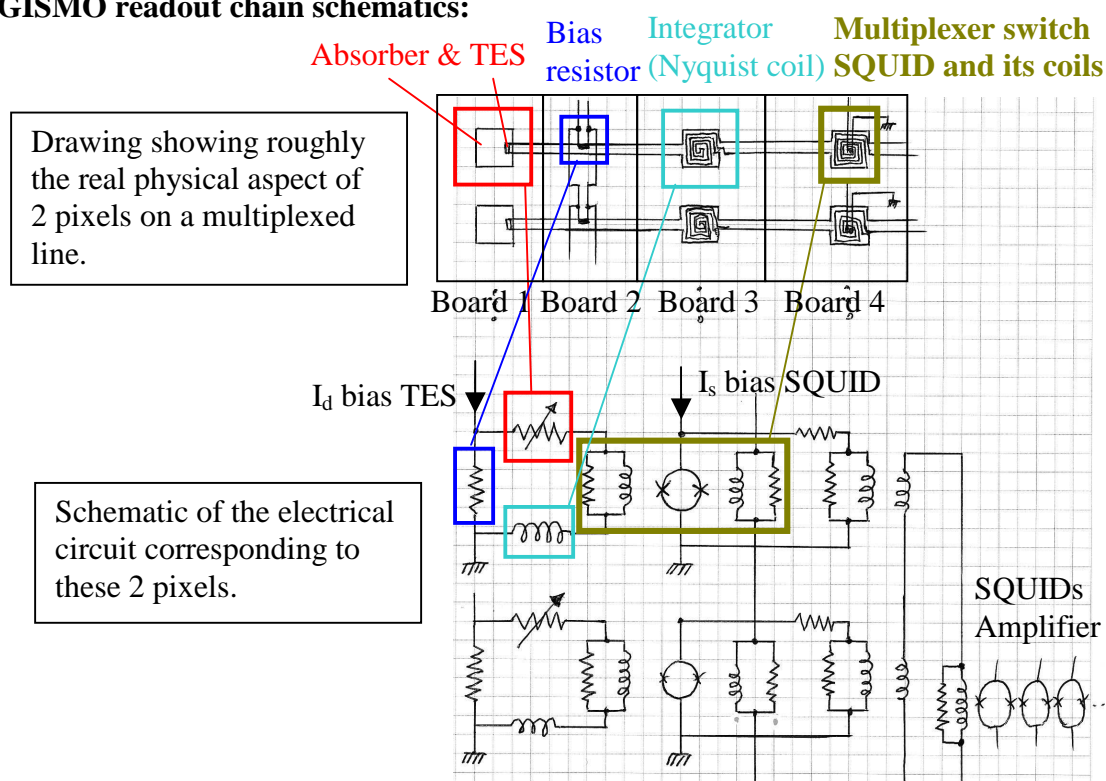 GISMO readout chain schematics:
Absorber & TES
Bias
resistor
Integrator
(Nyquist coil)
Multiplexer switch
SQUID and its coils
Drawing showing roughly
the real physical aspect of
2 pixels on a multiplexed
line.
Board 1
Board 2
Board 3
Board 4
I_d bias TES
I_s bias SQUID
Schematic of the electrical
circuit corresponding to
these 2 pixels.
SQUIDs
Amplifier